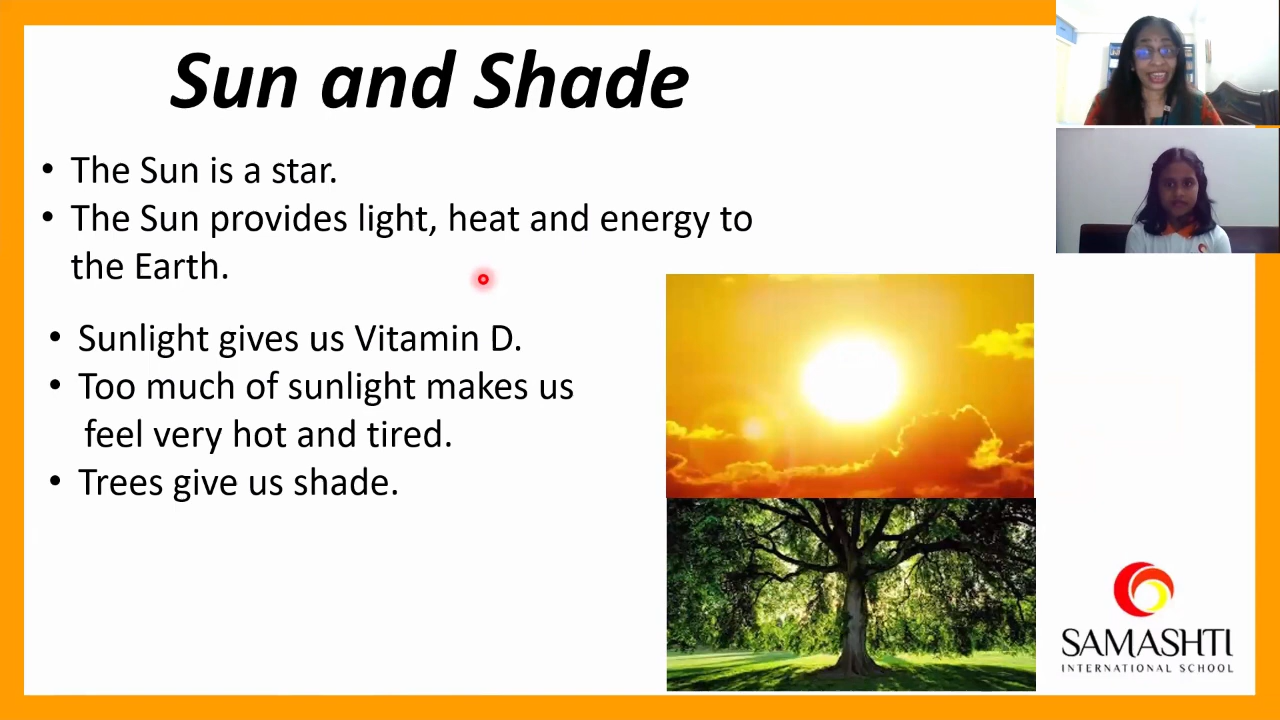 Sun and Shade
• The Sun is a star.
• The Sun provides light, heat and energy to
the Earth.
• Sunlight gives us Vitamin D.
• Too much of sunlight makes us
feel very hot and tired.
• Trees give us shade.
SAMASHTI
INTERNATIONAL SCHOOL